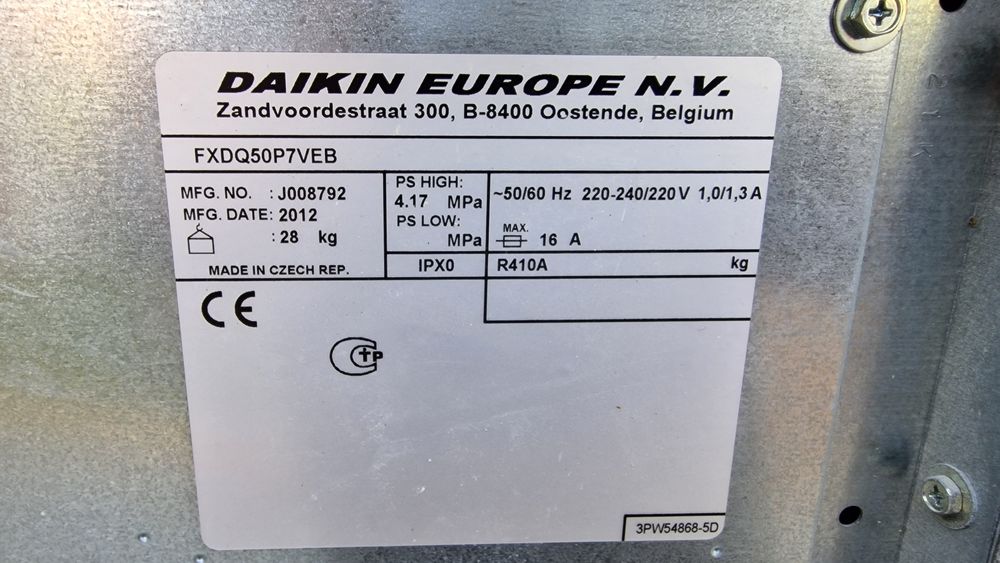 DAIKIN EUROPE N.V.
Zandvoordestraat 300, B-8400 Oostende, Belgium
FXDQ50P7VEB
MFG. NO. : J008792
MFG. DATE: 2012
: 28 kg
MADE IN CZECH REP.
PS HIGH:
4.17 MPa
PS LOW:
MPa
IPX0
~50/60 Hz 220-240/220 V 1,0/1,3 A
MAX.
16 A
R410A kg
CE
C+P
3PW54868-5D